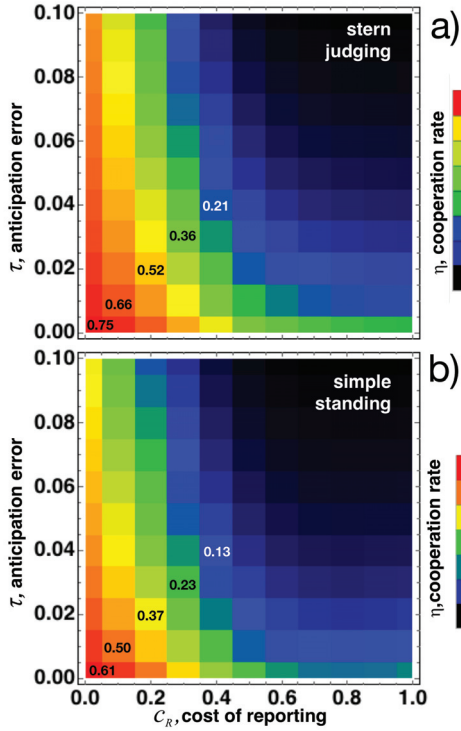 a)
stern
judging
0.10
0.08
0.06
0.04
0.02
0.00
τ, anticipation error
0.21
0.36
0.52
0.66
0.75
η, cooperation rate
b)
simple
standing
0.10
0.08
0.06
0.04
0.02
0.00
τ, anticipation error
0.13
0.23
0.37
0.50
0.61
η,cooperation rate
0.0 0.2 0.4 0.6 0.8 1.0
C_R, cost of reporting